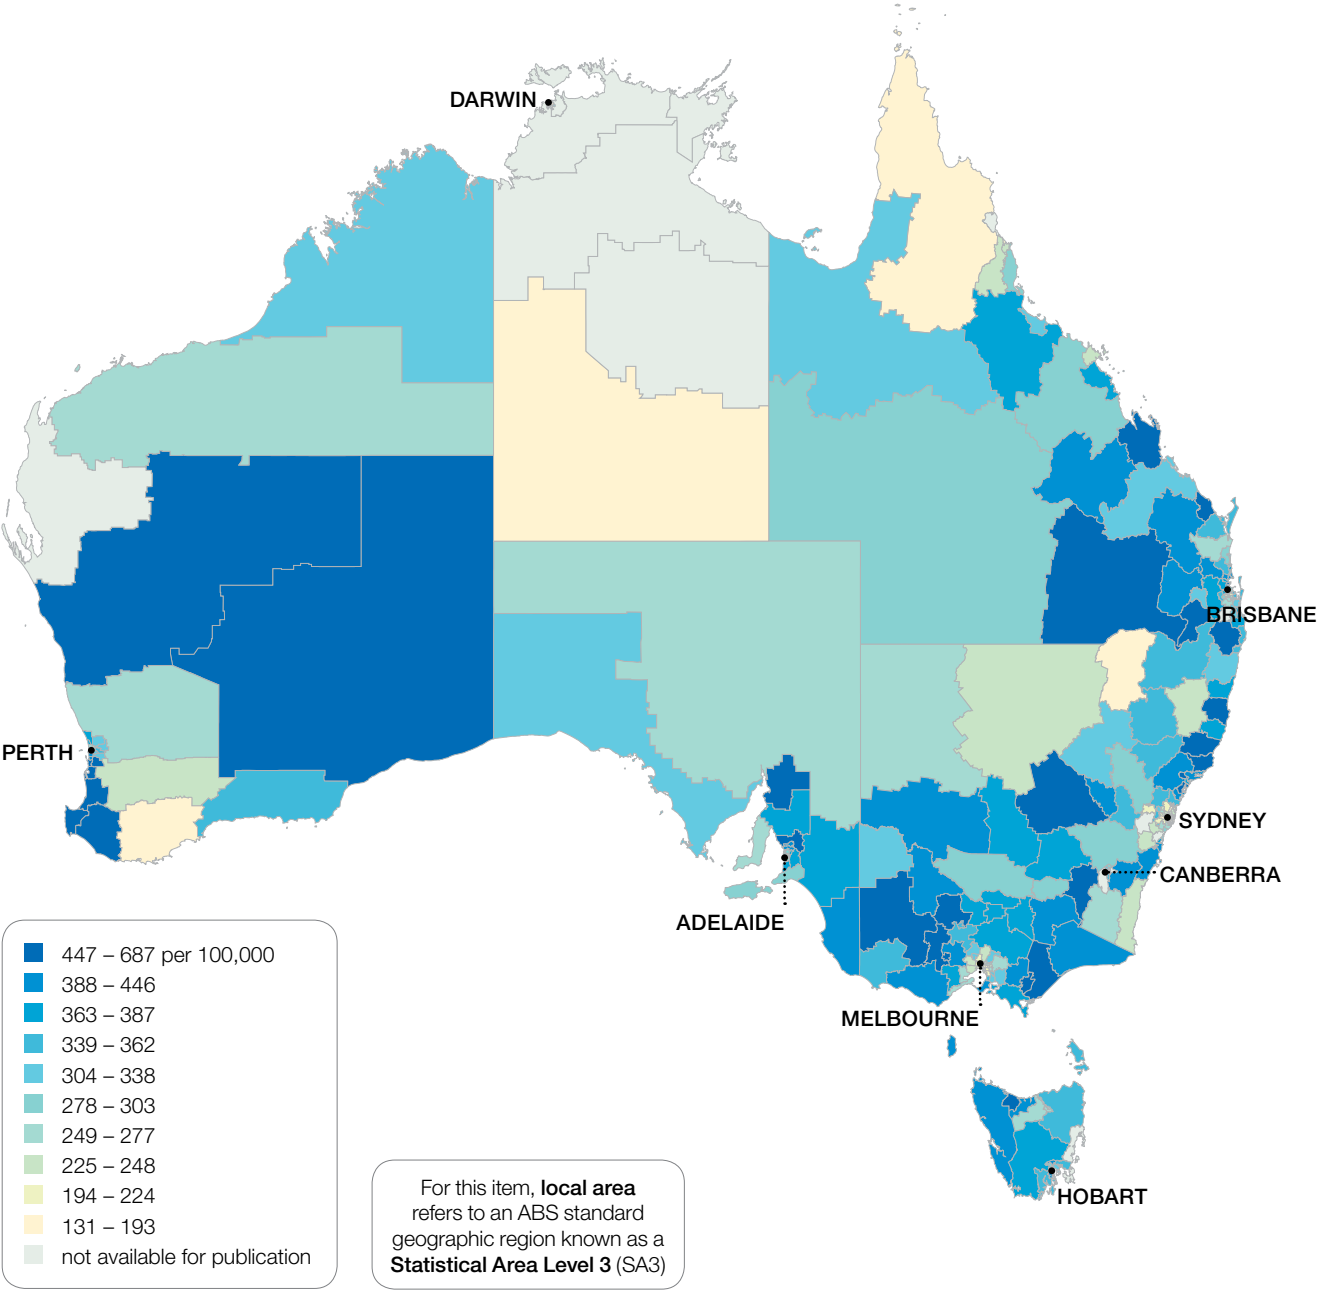 DARWIN
BRISBANE
PERTH
SYDNEY
CANBERRA
ADELAIDE
MELBOURNE
HOBART
447 – 687 per 100,000
388 – 446
363 – 387
339 – 362
304 – 338
278 – 303
249 – 277
225 – 248
194 – 224
131 – 193
not available for publication
For this item, local area
refers to an ABS standard
geographic region known as a
Statistical Area Level 3 (SA3)